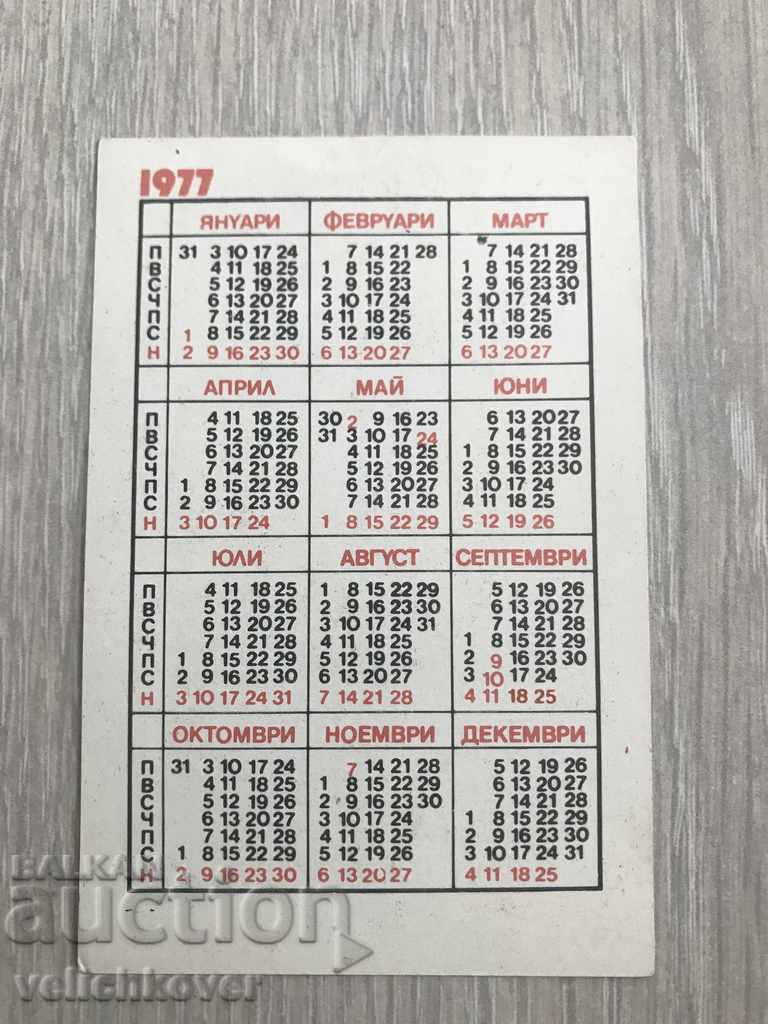 1977
ЯНУАРИ ФЕВРУАРИ МАРТ
П 31 3 10 17 24 7 14 21 28 7 14 21 28
В 4 11 18 25 1 8 15 22 1 8 15 22 29
С 5 12 19 26 2 9 16 23 2 9 16 23 30
Ч 6 13 20 27 3 10 17 24 3 10 17 24 31
П 7 14 21 28 4 11 18 25 4 11 18 25
С 1 8 15 22 29 5 12 19 26 5 12 19 26
Н 2 9 16 23 30 6 13 20 27 6 13 20 27
АПРИЛ МАЙ ЮНИ
П 4 11 18 25 30 2 9 16 23 6 13 20 27
В 5 12 19 26 31 3 10 17 24 7 14 21 28
С 6 13 20 27 4 11 18 25 1 8 15 22 29
Ч 7 14 21 28 5 12 19 26 2 9 16 23 30
П 1 8 15 22 29 6 13 20 27 3 10 17 24
С 2 9 16 23 30 7 14 21 28 4 11 18 25
Н 3 10 17 24 1 8 15 22 29 5 12 19 26
ЮЛИ АВГУСТ СЕПТЕМВРИ
П 4 11 18 25 1 8 15 22 29 5 12 19 26
В 5 12 19 26 2 9 16 23 30 6 13 20 27
С 6 13 20 27 3 10 17 24 31 7 14 21 28
Ч 7 14 21 28 4 11 18 25 1 8 15 22 29
П 1 8 15 22 29 5 12 19 26 2 9 16 23 30
С 2 9 16 23 30 6 13 20 27 3 10 17 24
Н 3 10 17 24 31 7 14 21 28 4 11 18 25
ОКТОМВРИ НОЕМВРИ ДЕКЕМВРИ
П 31 3 10 17 24 7 14 21 28 5 12 19 26
В 4 11 18 25 1 8 15 22 29 6 13 20 27
С 5 12 19 26 2 9 16 23 30 7 14 21 28
Ч 6 13 20 27 3 10 17 24 1 8 15 22 29
П 7 14 21 28 4 11 18 25 2 9 16 23 30
С 1 8 15 22 29 5 12 19 26 3 10 17 24 31
Н 2 9 16 23 30 6 13 20 27 4 11 18 25
BALKAN
auction
velichkover